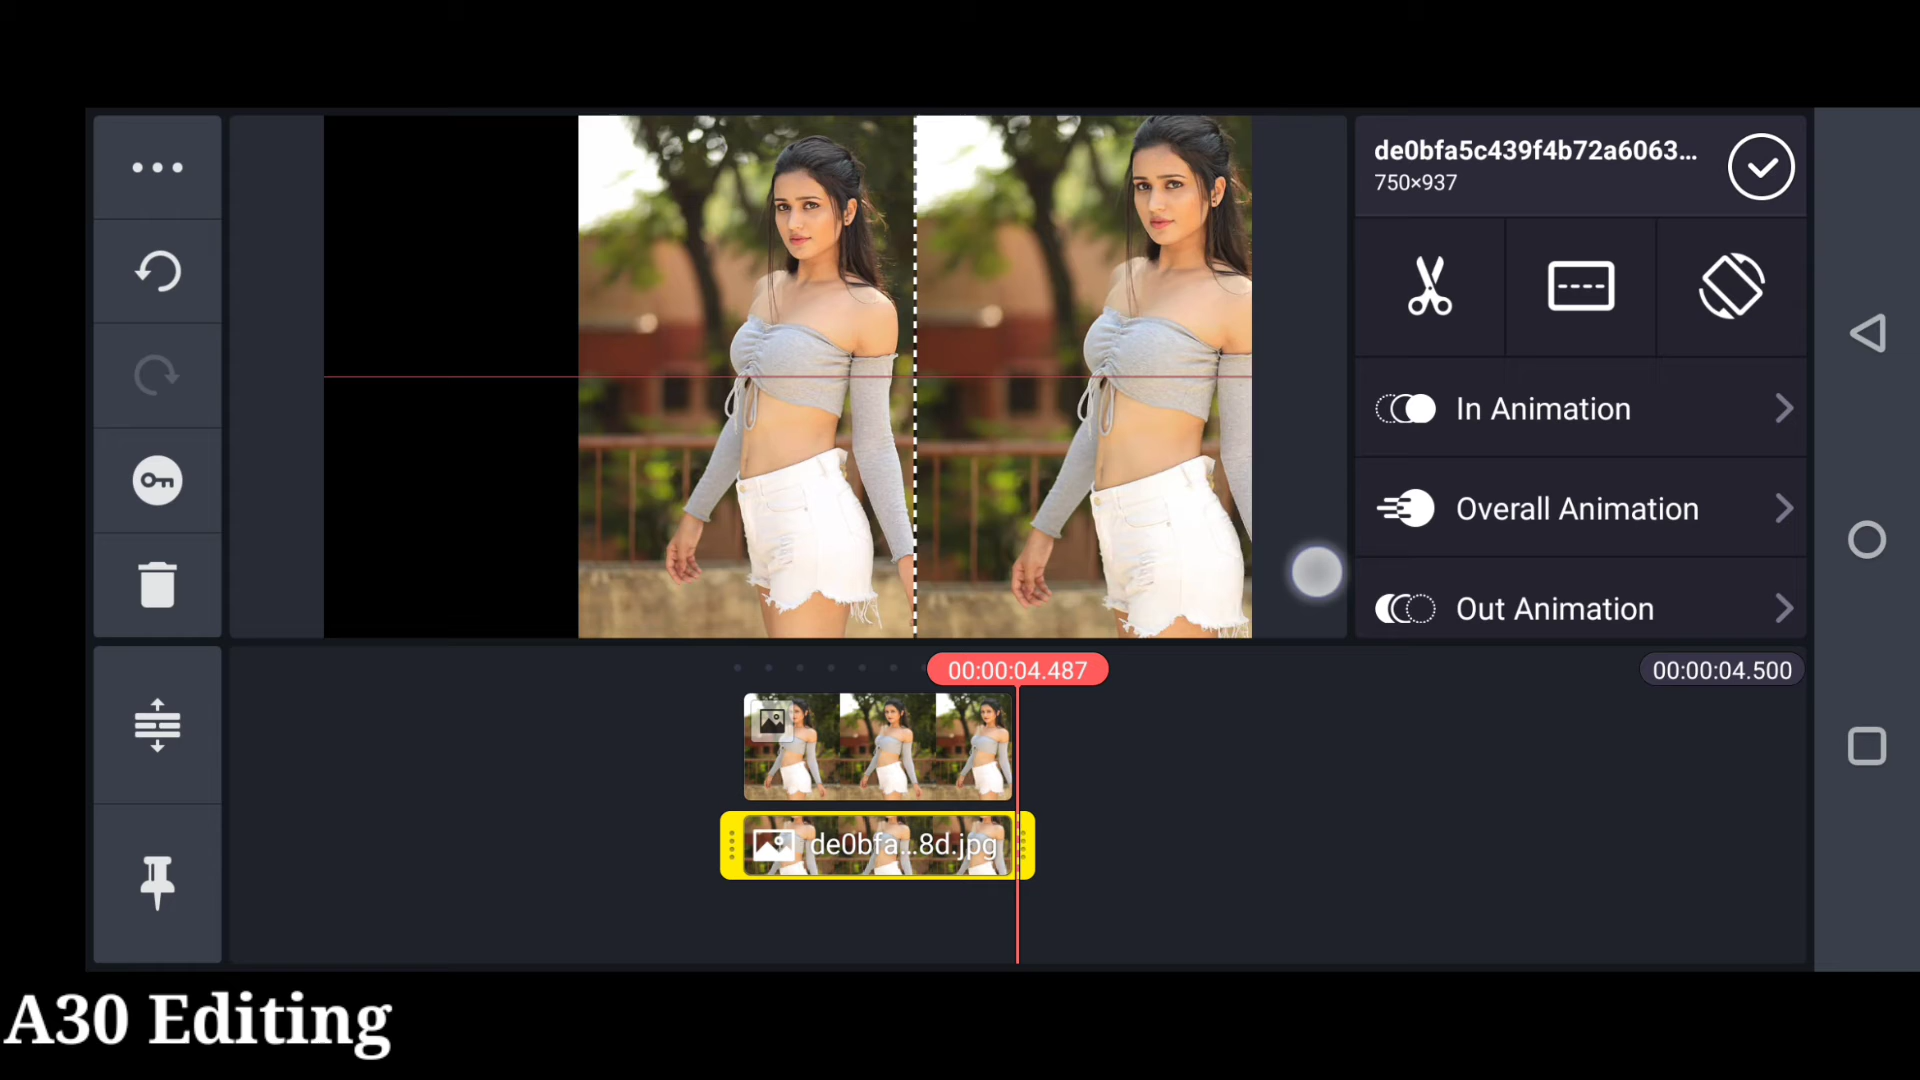 de0bfa5c439f4b72a6063...
750×937
In Animation
Overall Animation
Out Animation
00:00:04.487
00:00:04.500
de0bfa...8d.jpg
A30 Editing